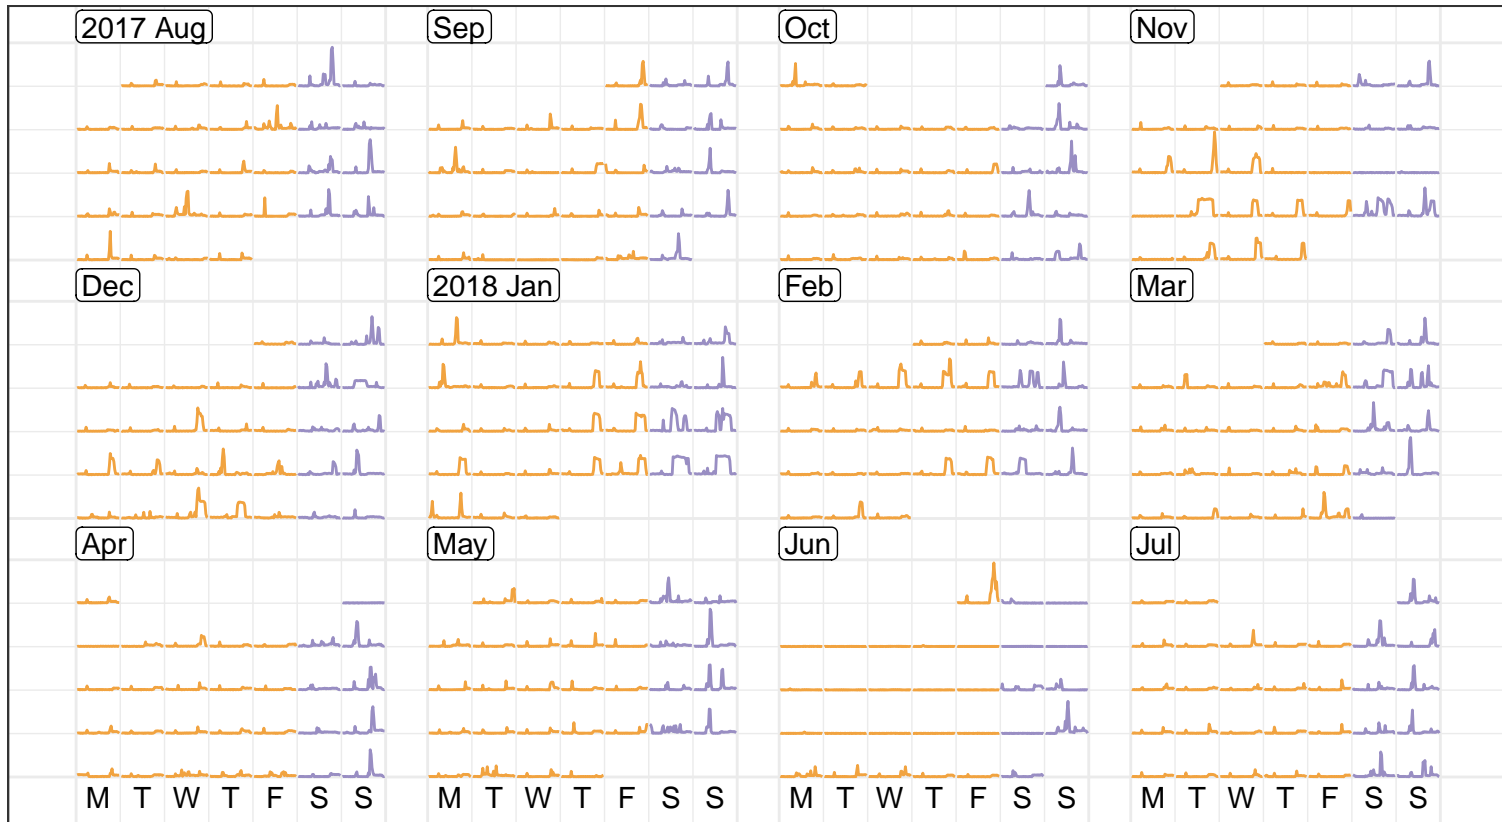 2017 Aug Sep Oct Nov
Dec 2018 Jan Feb Mar
Apr May Jun Jul
M T W T F S S M T W T F S S M T W T F S S M T W T F S S